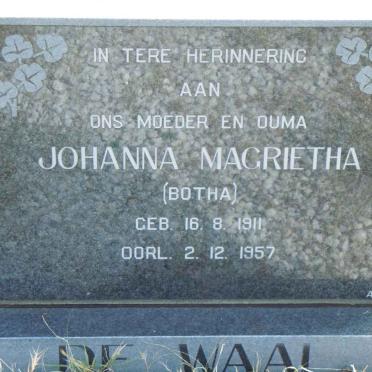 IN TERE HERINNERING
AAN
ONS MOEDER EN OUMA
JOHANNA MAGRIETHA
(BOTHA)
GEB. 16. 8. 1911
OORL. 2. 12. 1957
DE WAAL